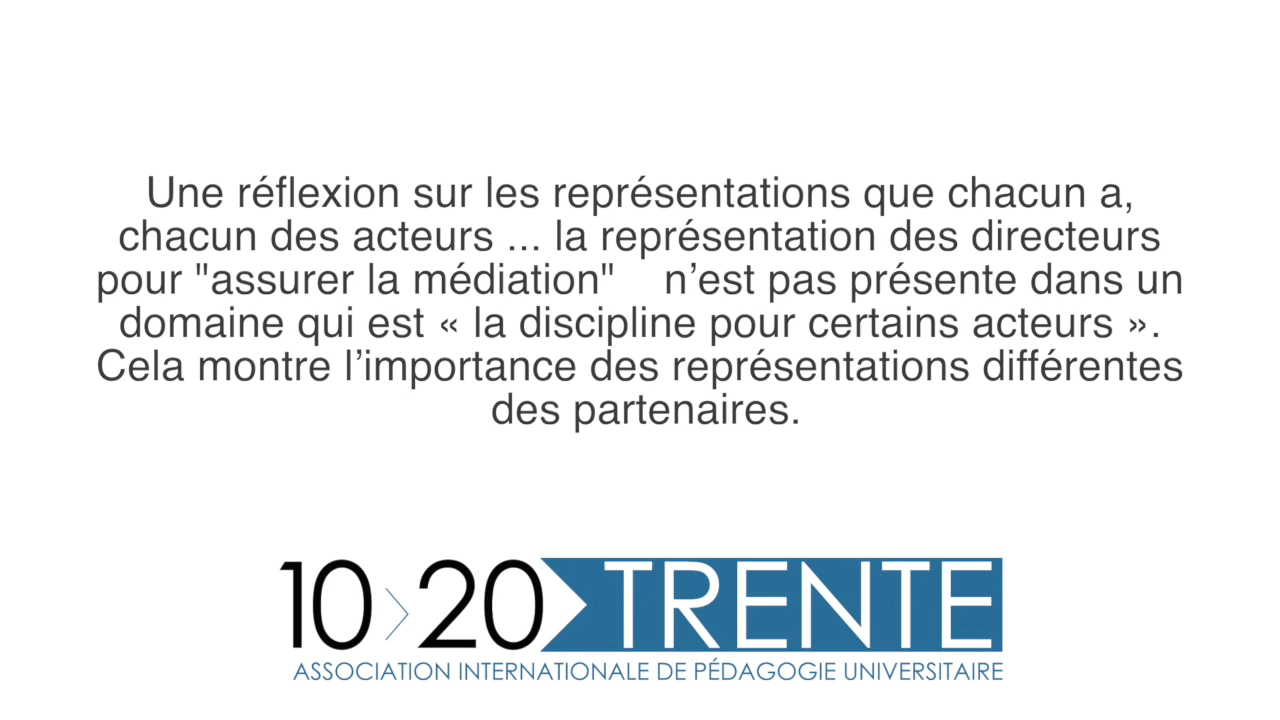 Une réflexion sur les représentations que chacun a,
chacun des acteurs ... la représentation des directeurs
pour "assurer la médiation"    n’est pas présente dans un
domaine qui est « la discipline pour certains acteurs ».
Cela montre l’importance des représentations différentes
des partenaires.
10 > 20 TRENTE
ASSOCIATION INTERNATIONALE DE PÉDAGOGIE UNIVERSITAIRE